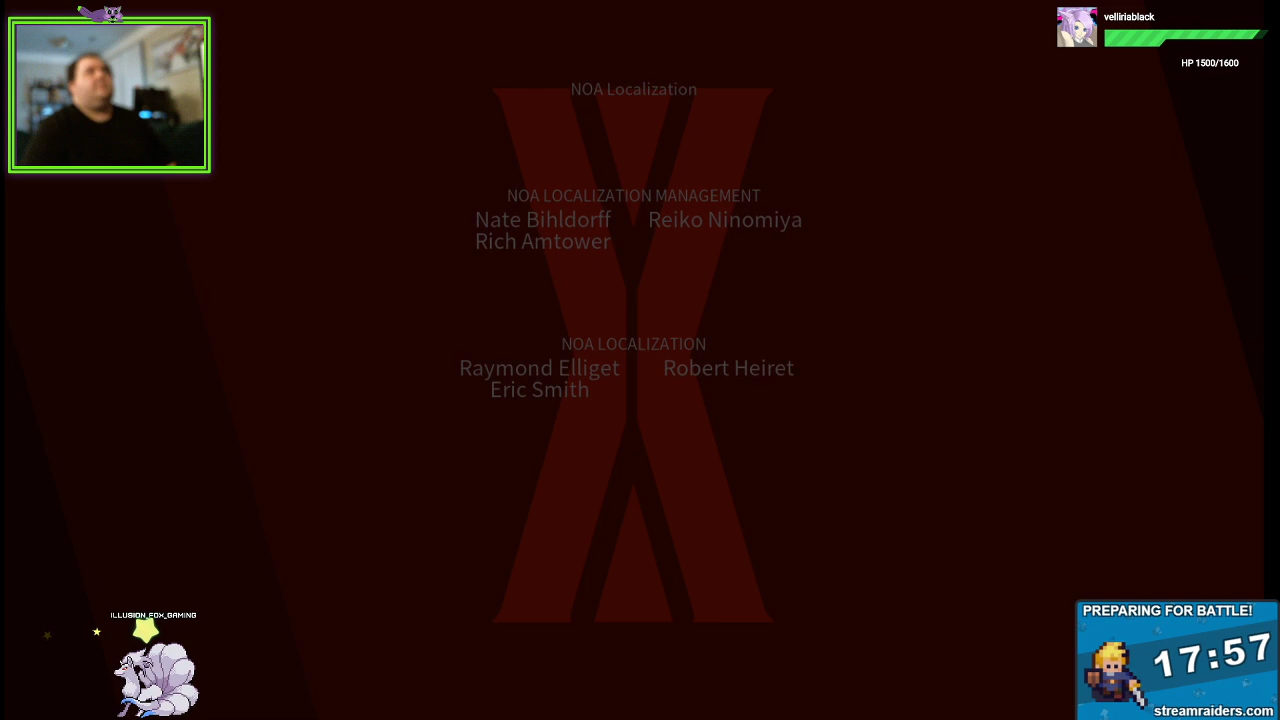 velliriablack
HP 1500/1600
NOA Localization
NOA LOCALIZATION MANAGEMENT
Nate Bihldorff Reiko Ninomiya
Rich Amtower
NOA LOCALIZATION
Raymond Elliget Robert Heiret
Eric Smith
ILLUSION_FOX_GAMING
PREPARING FOR BATTLE!
17:57
streamraiders.com